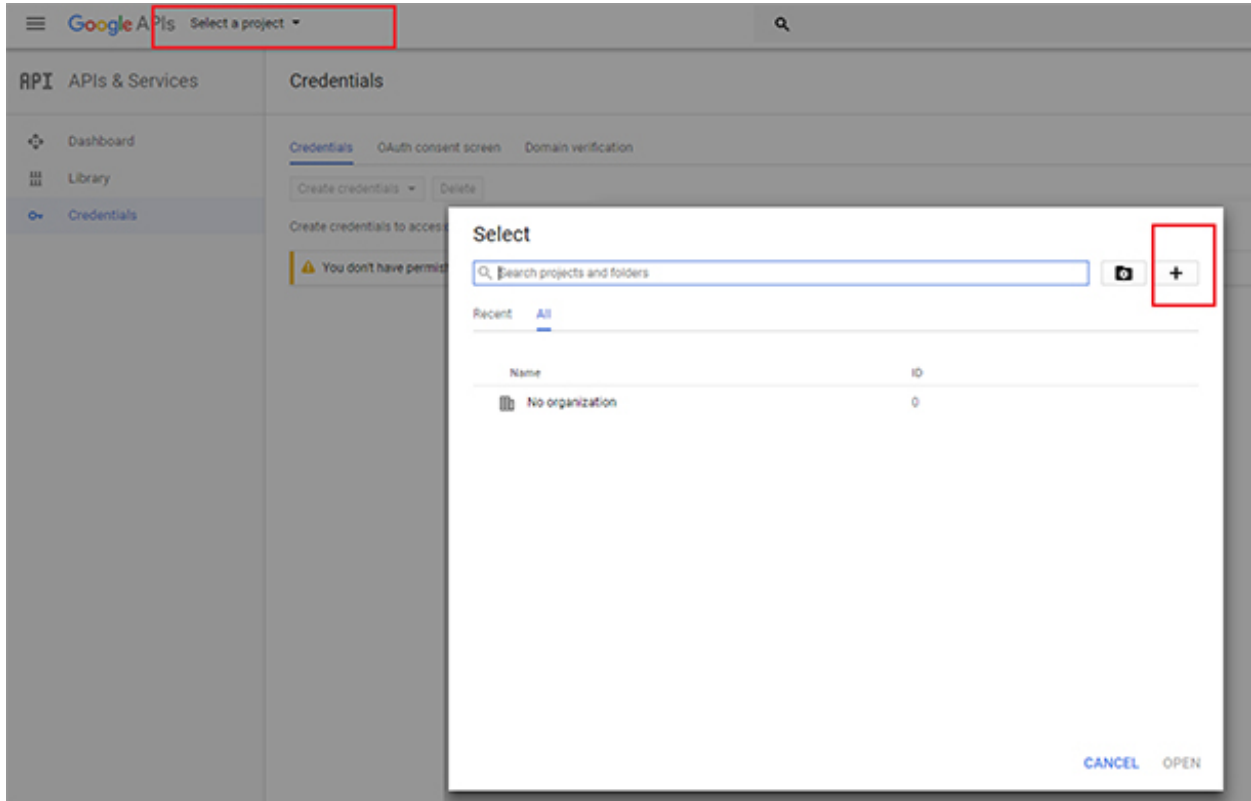 Google APIs Select a project
API APIs & Services
Credentials
Dashboard
Library
Credentials
Credentials OAuth consent screen Domain verification
Create credentials Delete
Create credentials to acces
You don't have permis
Select
Search projects and folders
Recent All
Name ID
No organization 0
CANCEL OPEN